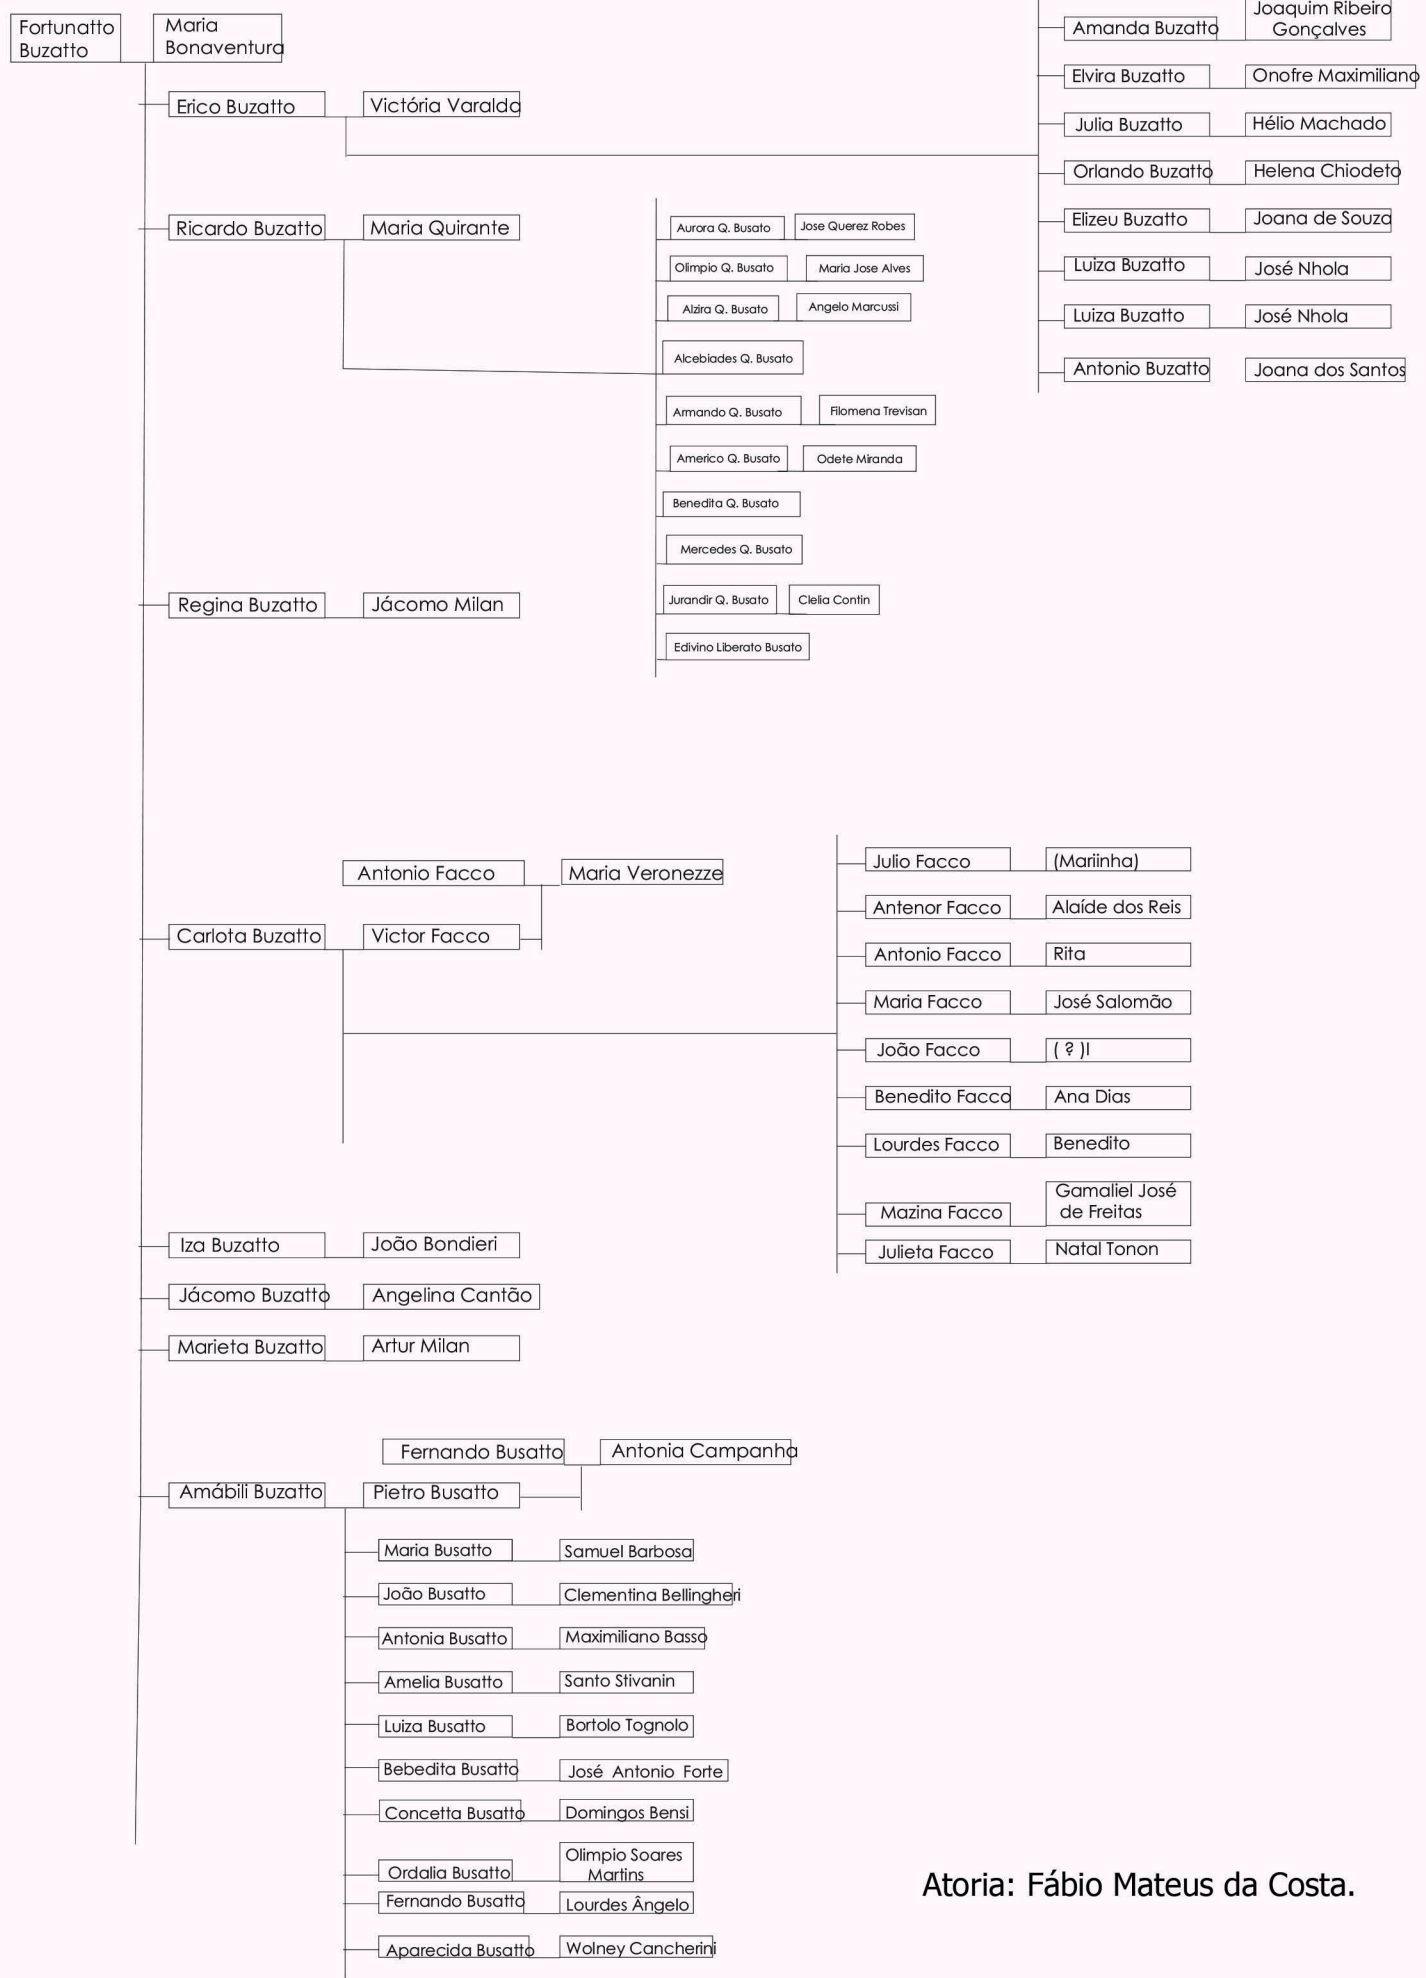 Fortunatto
Buzatto
Maria
Bonaventura
Erico Buzatto
Victória Varalda
Joaquim Ribeiro
Gonçalves
Amanda Buzatto
Elvira Buzatto
Onofre Maximiliano
Julia Buzatto
Hélio Machado
Orlando Buzatto
Helena Chiodeto
Elizeu Buzatto
Joana de Souza
Luiza Buzatto
José Nhola
Luiza Buzatto
José Nhola
Antonio Buzatto
Joana dos Santos
Ricardo Buzatto
Maria Quirante
Aurora Q. Busato
Jose Querez Robes
Olimpio Q. Busato
Maria Jose Alves
Alzira Q. Busato
Angelo Marcussi
Alcebiades Q. Busato
Armando Q. Busato
Filomena Trevisan
Americo Q. Busato
Odete Miranda
Benedita Q. Busato
Mercedes Q. Busato
Jurandir Q. Busato
Clelia Contin
Edivino Liberato Busato
Regina Buzatto
Jácomo Milan
Antonio Facco
Maria Veronezze
Carlota Buzatto
Victor Facco
Julio Facco
(Mariinha)
Antenor Facco
Alaíde dos Reis
Antonio Facco
Rita
Maria Facco
José Salomão
João Facco
( ? )l
Benedito Facco
Ana Dias
Lourdes Facco
Benedito
Mazina Facco
Gamaliel José
de Freitas
Julieta Facco
Natal Tonon
Iza Buzatto
João Bondieri
Jácomo Buzatto
Angelina Cantão
Marieta Buzatto
Artur Milan
Fernando Busatto
Antonia Campanha
Amábili Buzatto
Pietro Busatto
Maria Busatto
Samuel Barbosa
João Busatto
Clementina Bellingheri
Antonia Busatto
Maximiliano Basso
Amelia Busatto
Santo Stivanin
Luiza Busatto
Bortolo Tognolo
Bebedita Busatto
José Antonio Forte
Concetta Busatto
Domingos Bensi
Ordalia Busatto
Olimpio Soares
Martins
Fernando Busatto
Lourdes Ângelo
Aparecida Busatto
Wolney Cancherini
Atoria: Fábio Mateus da Costa.